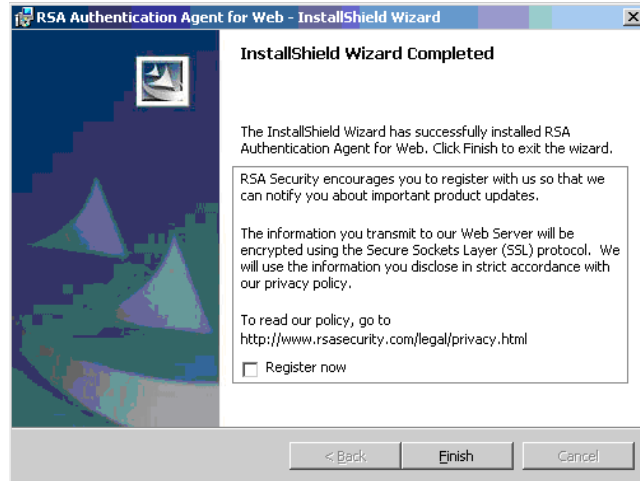 RSA Authentication Agent for Web - InstallShield Wizard
InstallShield Wizard Completed
The InstallShield Wizard has successfully installed RSA
Authentication Agent for Web. Click Finish to exit the wizard.
RSA Security encourages you to register with us so that we
can notify you about important product updates.
The information you transmit to our Web Server will be
encrypted using the Secure Sockets Layer (SSL) protocol. We
will use the information you disclose in strict accordance with
our privacy policy.
To read our policy, go to
http://www.rsasecurity.com/legal/privacy.html
Register now
< Back
Finish
Cancel